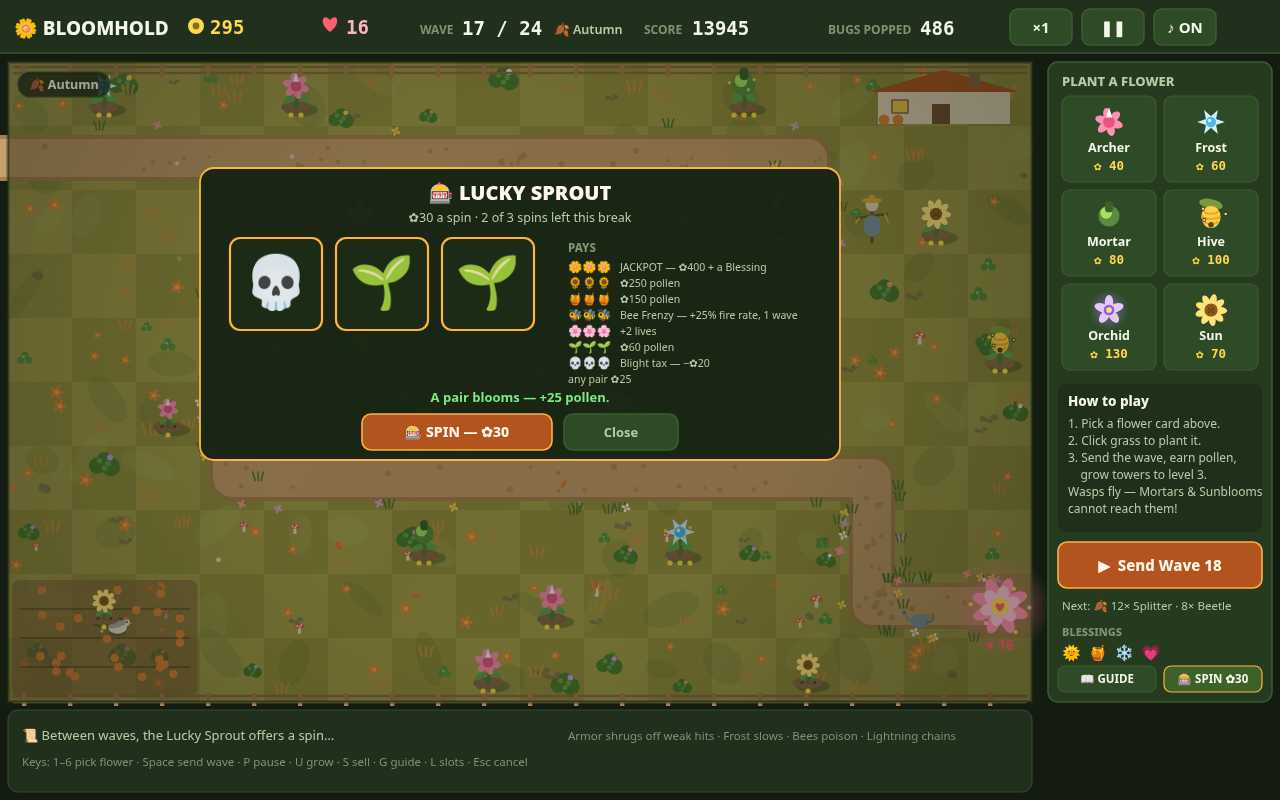 🌼 BLOOMHOLD
295
16
WAVE 17 / 24 🍂 Autumn
SCORE 13945
BUGS POPPED 486
×1
❚❚
♪ ON
🍂 Autumn
🎰 LUCKY SPROUT
✿30 a spin · 2 of 3 spins left this break
PAYS
JACKPOT — ✿400 + a Blessing
✿250 pollen
✿150 pollen
Bee Frenzy — +25% fire rate, 1 wave
+2 lives
✿60 pollen
Blight tax — −✿20
any pair ✿25
A pair blooms — +25 pollen.
🎰 SPIN — ✿30
Close
PLANT A FLOWER
Archer
✿ 40
Frost
✿ 60
Mortar
✿ 80
Hive
✿ 100
Orchid
✿ 130
Sun
✿ 70
How to play
1. Pick a flower card above.
2. Click grass to plant it.
3. Send the wave, earn pollen,
grow towers to level 3.
Wasps fly — Mortars & Sunblooms
cannot reach them!
▶ Send Wave 18
Next: 🍂 12× Splitter · 8× Beetle
BLESSINGS
📖 GUIDE
🎰 SPIN ✿30
♥ 16
📜 Between waves, the Lucky Sprout offers a spin…
Armor shrugs off weak hits · Frost slows · Bees poison · Lightning chains
Keys: 1–6 pick flower · Space send wave · P pause · U grow · S sell · G guide · L slots · Esc cancel